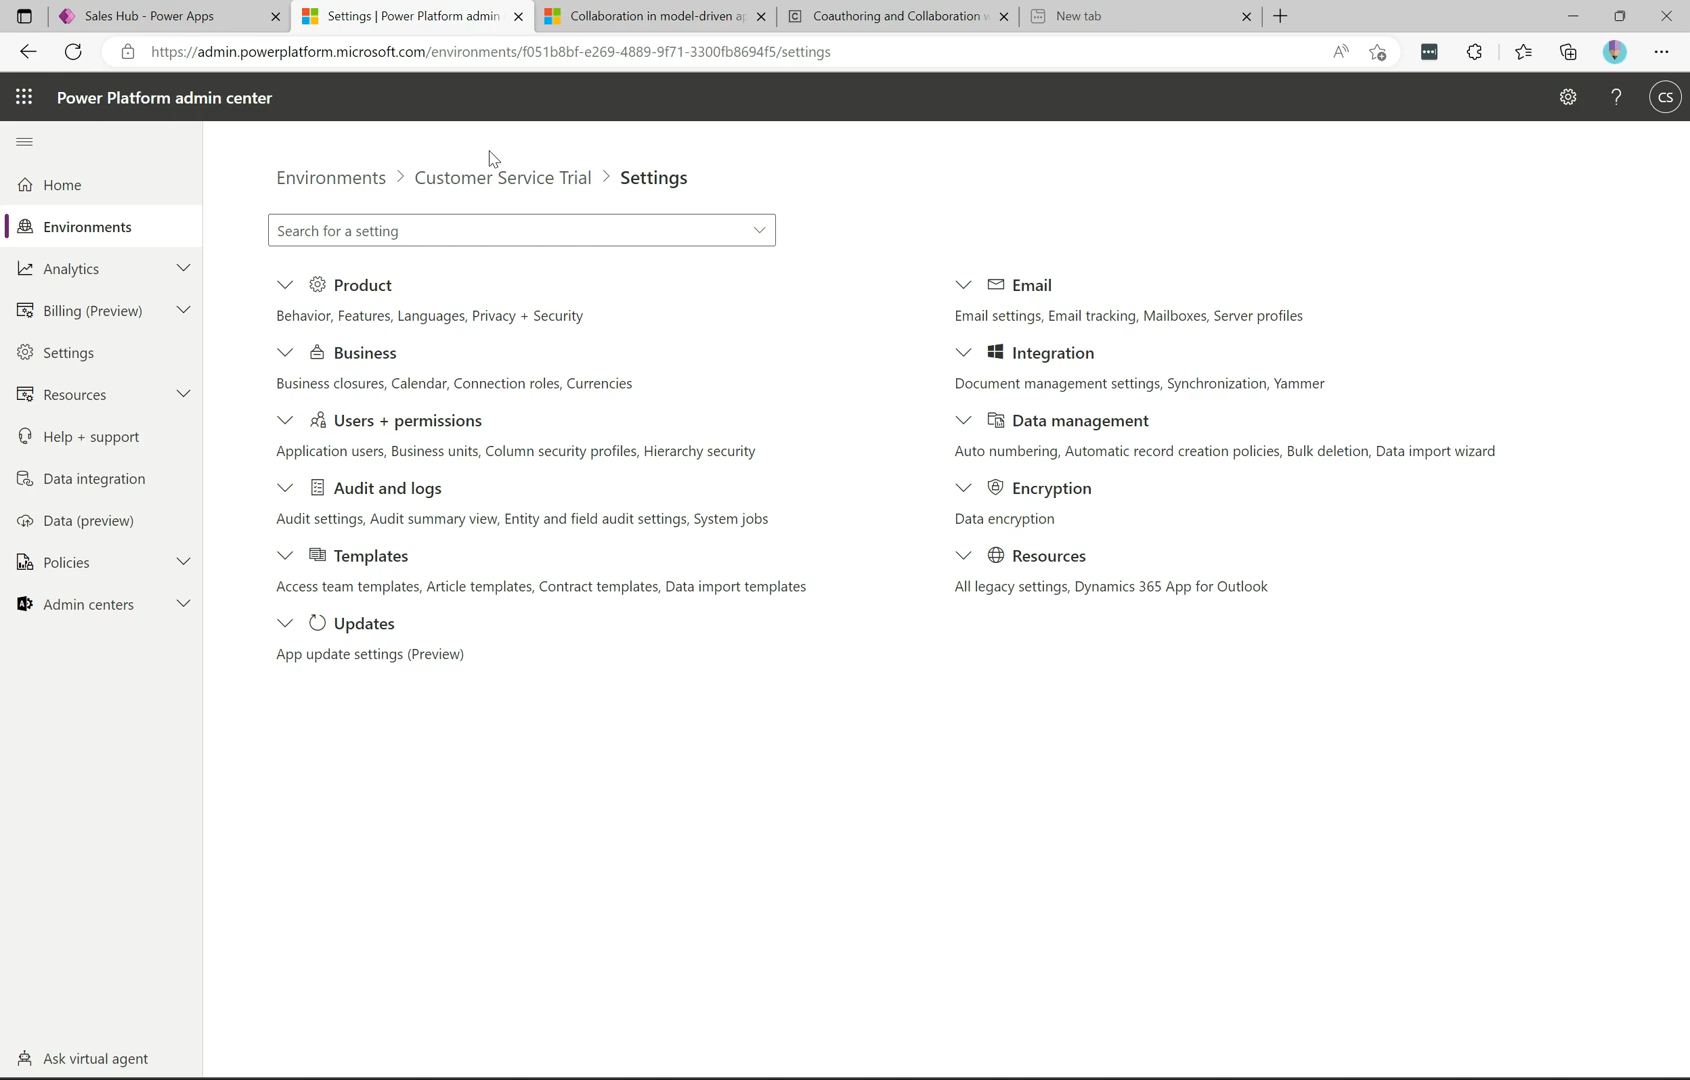 Sales Hub - Power Apps
Settings | Power Platform admin
Collaboration in model-driven ap
Coauthoring and Collaboration w
New tab
https://admin.powerplatform.microsoft.com/environments/f051b8bf-e269-4889-9f71-3300fb8694f5/settings
Power Platform admin center
CS
Home
Environments
Analytics
Billing (Preview)
Settings
Resources
Help + support
Data integration
Data (preview)
Policies
Admin centers
Ask virtual agent
Environments > Customer Service Trial > Settings
Search for a setting
Product
Behavior, Features, Languages, Privacy + Security
Business
Business closures, Calendar, Connection roles, Currencies
Users + permissions
Application users, Business units, Column security profiles, Hierarchy security
Audit and logs
Audit settings, Audit summary view, Entity and field audit settings, System jobs
Templates
Access team templates, Article templates, Contract templates, Data import templates
Updates
App update settings (Preview)
Email
Email settings, Email tracking, Mailboxes, Server profiles
Integration
Document management settings, Synchronization, Yammer
Data management
Auto numbering, Automatic record creation policies, Bulk deletion, Data import wizard
Encryption
Data encryption
Resources
All legacy settings, Dynamics 365 App for Outlook